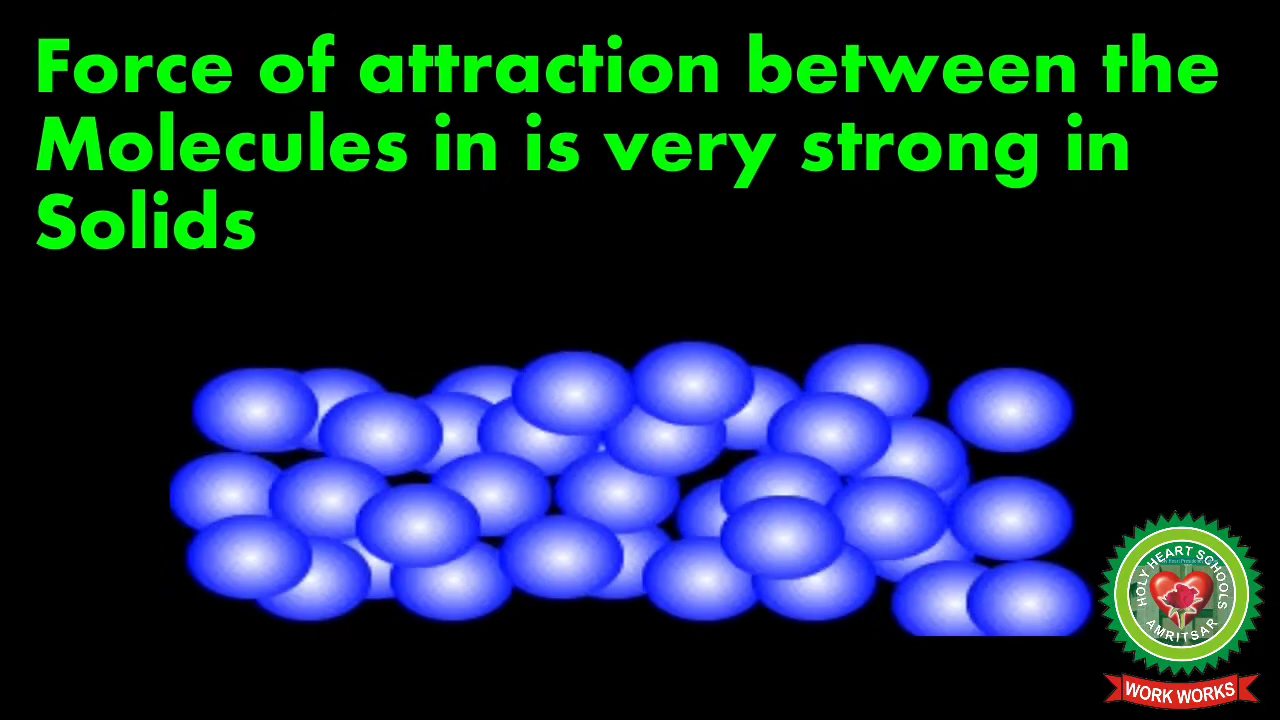 Force of attraction between the
Molecules in is very strong in
Solids
HOLY HEART SCHOOLS
AMRITSAR
WORK WORKS